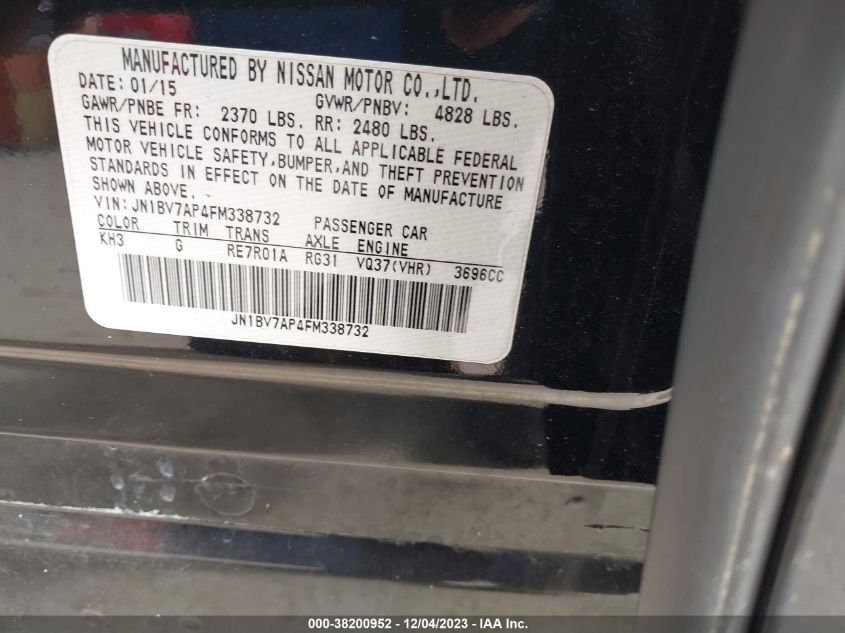 MANUFACTURED BY NISSAN MOTOR CO.,LTD.
DATE: 01/15 GVWR/PNBV: 4828 LBS.
GAWR/PNBE FR: 2370 LBS. RR: 2480 LBS.
THIS VEHICLE CONFORMS TO ALL APPLICABLE FEDERAL
MOTOR VEHICLE SAFETY,BUMPER,AND THEFT PREVENTION
STANDARDS IN EFFECT ON THE DATE OF MANUFACTURE
SHOWN ABOVE.
VIN: JN1BV7AP4FM338732 PASSENGER CAR
COLOR TRIM TRANS AXLE ENGINE
KH3 G RE7R01A RG31 VQ37(VHR) 3696CC
JN1BV7AP4FM338732
000-38200952 - 12/04/2023 - IAA Inc.